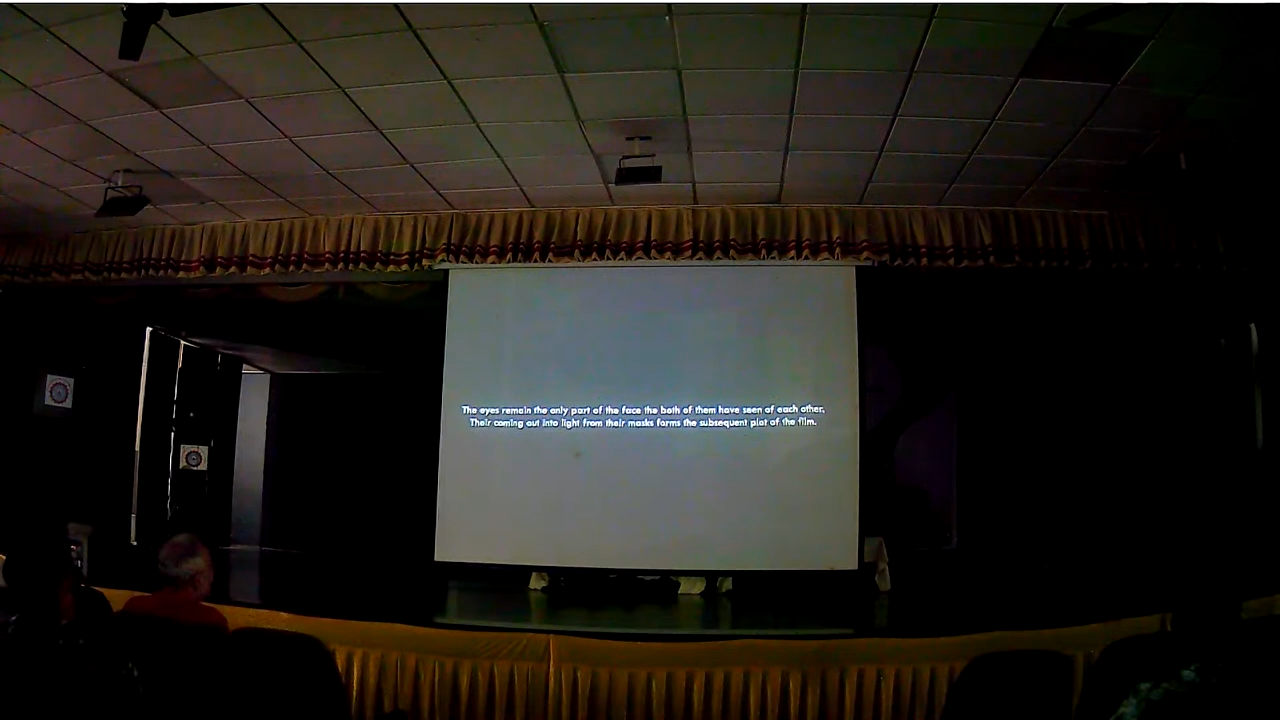 The eyes remain the only part of the face the both of them have seen of each other.
Their coming out into light from their masks forms the subsequent plot of the film.